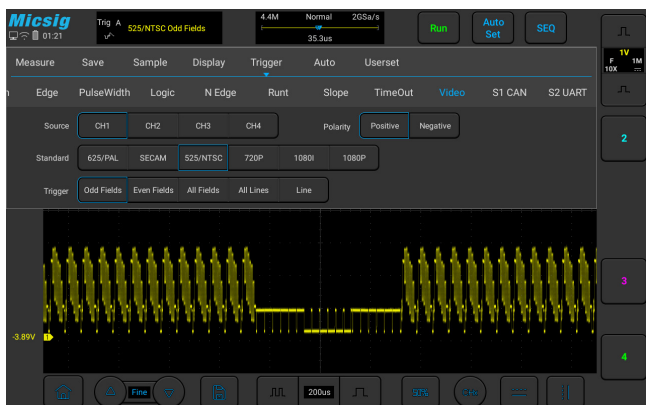 Micsig
01:21
Trig A
525/NTSC Odd Fields
4.4M Normal 2GSa/s
35.3us
Run
Auto Set
SEQ
Measure Save Sample Display Trigger Auto Userset
n Edge PulseWidth Logic N Edge Runt Slope TimeOut Video S1 CAN S2 UART
Source CH1 CH2 CH3 CH4 Polarity Positive Negative
Standard 625/PAL SECAM 525/NTSC 720P 1080I 1080P
Trigger Odd Fields Even Fields All Fields All Lines Line
1V
F 1M
10X
2
3
4
-3.89V 1
Fine
200us
50%